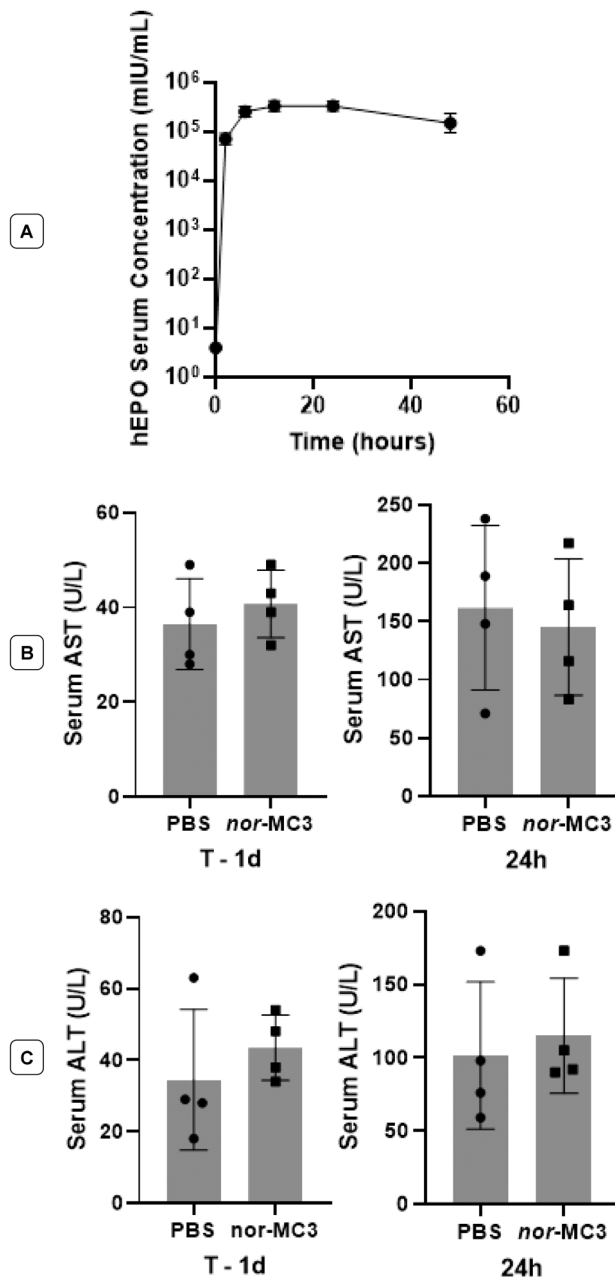 A
hEPO Serum Concentration (mIU/mL)
10⁶
10⁵
10⁴
10³
10²
10¹
10⁰
0 20 40 60
Time (hours)
B
Serum AST (U/L)
60
40
20
0
PBS nor-MC3
T - 1d
Serum AST (U/L)
250
200
150
100
50
0
PBS nor-MC3
24h
C
Serum ALT (U/L)
80
60
40
20
0
PBS nor-MC3
T - 1d
Serum ALT (U/L)
200
150
100
50
0
PBS nor-MC3
24h